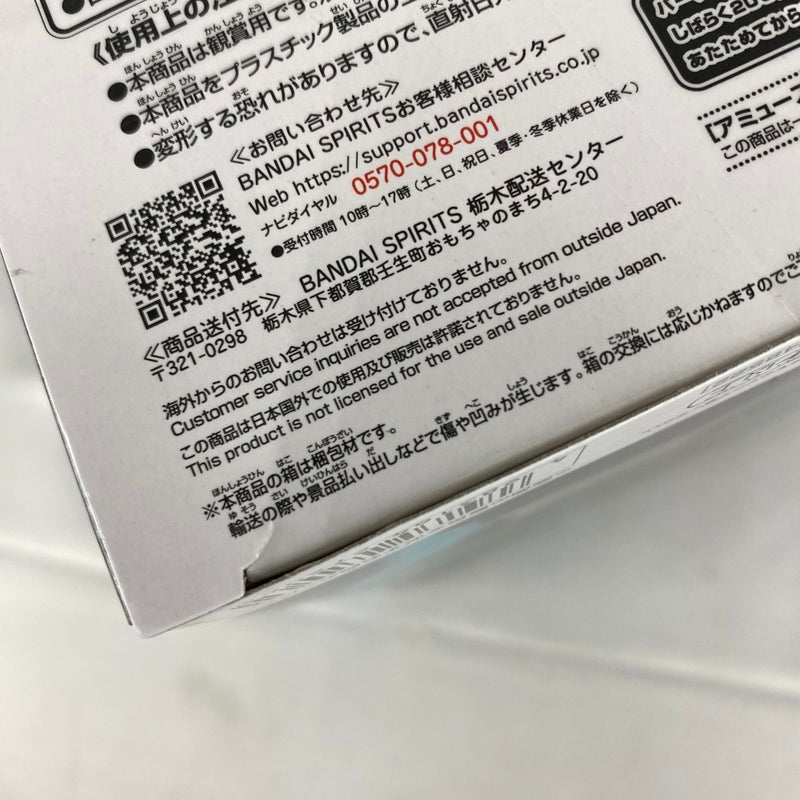 《使用上の注
●本商品は観賞用です。
●本商品をプラスチック製品の
変形する恐れがありますので、直射日
《お問い合わせ先》
BANDAI SPIRITSお客様相談センター
Web https://support.bandaispirits.co.jp
ナビダイヤル 0570-078-001
●受付時間 10時〜17時（土、日、祝日、夏季・冬季休業日を除く）
《商品送付先》 BANDAI SPIRITS 栃木配送センター
〒321-0298 栃木県下都賀郡壬生町おもちゃのまち4-2-20
海外からのお問い合わせは受け付けておりません。
Customer service inquiries are not accepted from outside Japan.
この商品は日本国外での使用及び販売は許諾されておりません。
This product is not licensed for the use and sale outside Japan.
※本商品の箱は梱包材です。
輸送の際や景品払い出しなどで傷や凹みが生じます。箱の交換には応じかねますのでご
しばらく200
あたためてから
【アミューズ
この商品は